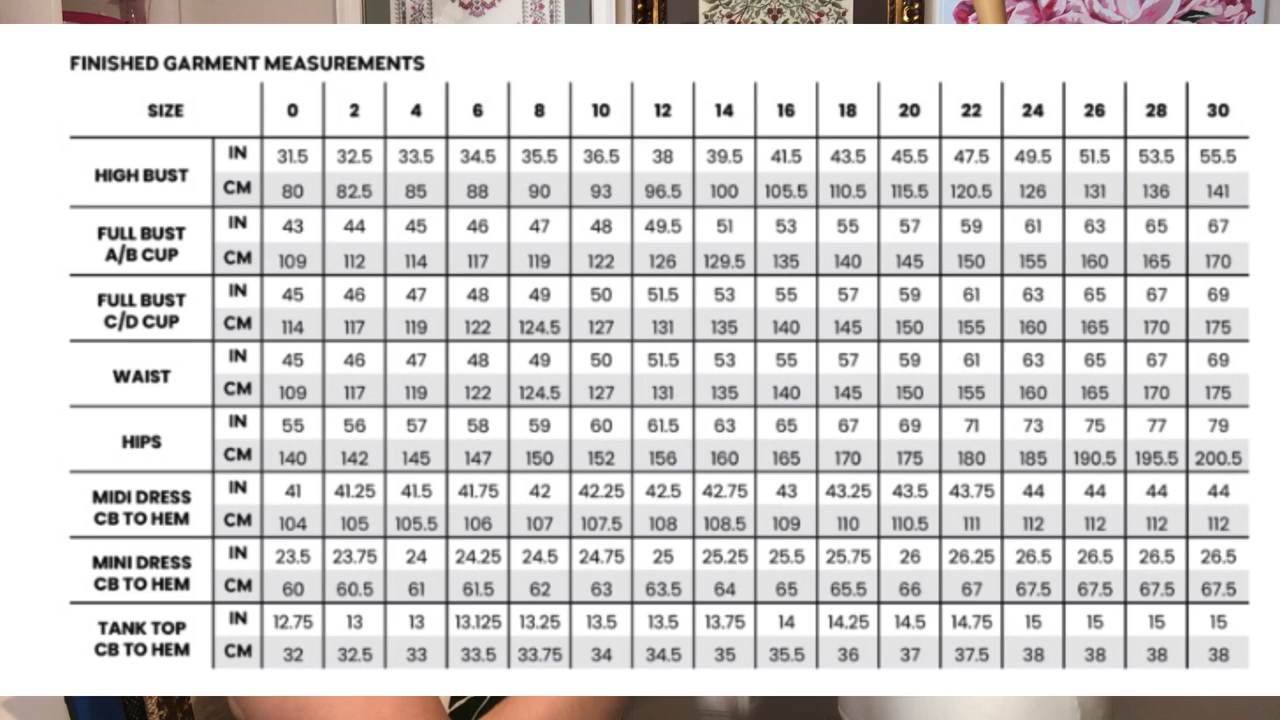 FINISHED GARMENT MEASUREMENTS
SIZE 0 2 4 6 8 10 12 14 16 18 20 22 24 26 28 30
HIGH BUST IN 31.5 32.5 33.5 34.5 35.5 36.5 38 39.5 41.5 43.5 45.5 47.5 49.5 51.5 53.5 55.5
CM 80 82.5 85 88 90 93 96.5 100 105.5 110.5 115.5 120.5 126 131 136 141
FULL BUST A/B CUP IN 43 44 45 46 47 48 49.5 51 53 55 57 59 61 63 65 67
CM 109 112 114 117 119 122 126 129.5 135 140 145 150 155 160 165 170
FULL BUST C/D CUP IN 45 46 47 48 49 50 51.5 53 55 57 59 61 63 65 67 69
CM 114 117 119 122 124.5 127 131 135 140 145 150 155 160 165 170 175
WAIST IN 45 46 47 48 49 50 51.5 53 55 57 59 61 63 65 67 69
CM 109 117 119 122 124.5 127 131 135 140 145 150 155 160 165 170 175
HIPS IN 55 56 57 58 59 60 61.5 63 65 67 69 71 73 75 77 79
CM 140 142 145 147 150 152 156 160 165 170 175 180 185 190.5 195.5 200.5
MIDI DRESS CB TO HEM IN 41 41.25 41.5 41.75 42 42.25 42.5 42.75 43 43.25 43.5 43.75 44 44 44 44
CM 104 105 105.5 106 107 107.5 108 108.5 109 110 110.5 111 112 112 112 112
MINI DRESS CB TO HEM IN 23.5 23.75 24 24.25 24.5 24.75 25 25.25 25.5 25.75 26 26.25 26.5 26.5 26.5 26.5
CM 60 60.5 61 61.5 62 63 63.5 64 65 65.5 66 67 67.5 67.5 67.5 67.5
TANK TOP CB TO HEM IN 12.75 13 13 13.125 13.25 13.5 13.5 13.75 14 14.25 14.5 14.75 15 15 15 15
CM 32 32.5 33 33.5 33.75 34 34.5 35 35.5 36 37 37.5 38 38 38 38